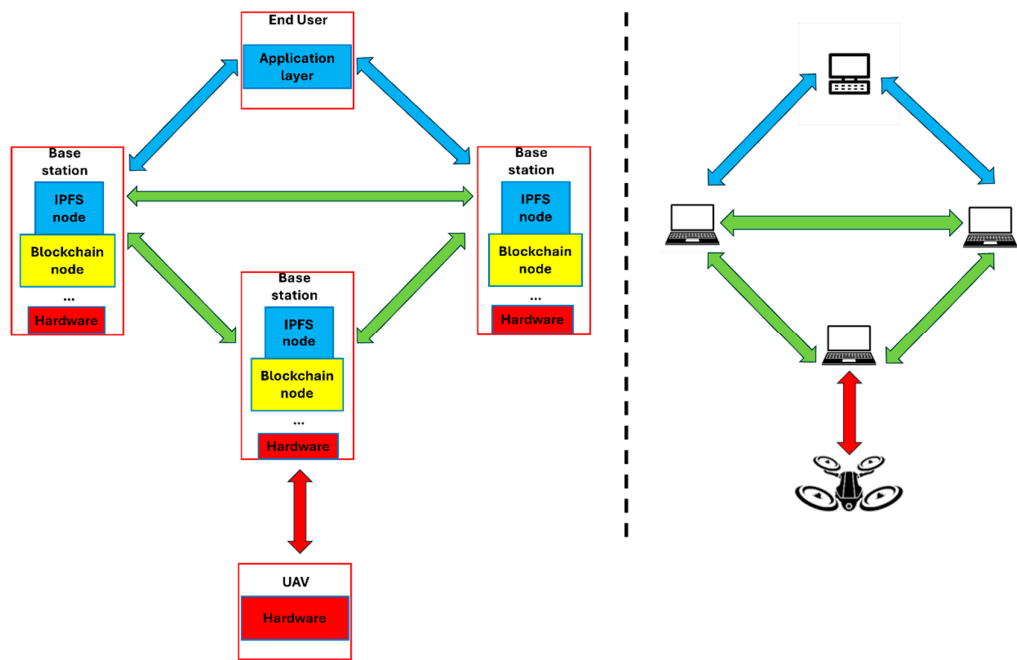 End User
Application
layer
Base
station
IPFS
node
Blockchain
node
...
Hardware
Base
station
IPFS
node
Blockchain
node
...
Hardware
Base
station
IPFS
node
Blockchain
node
...
Hardware
UAV
Hardware